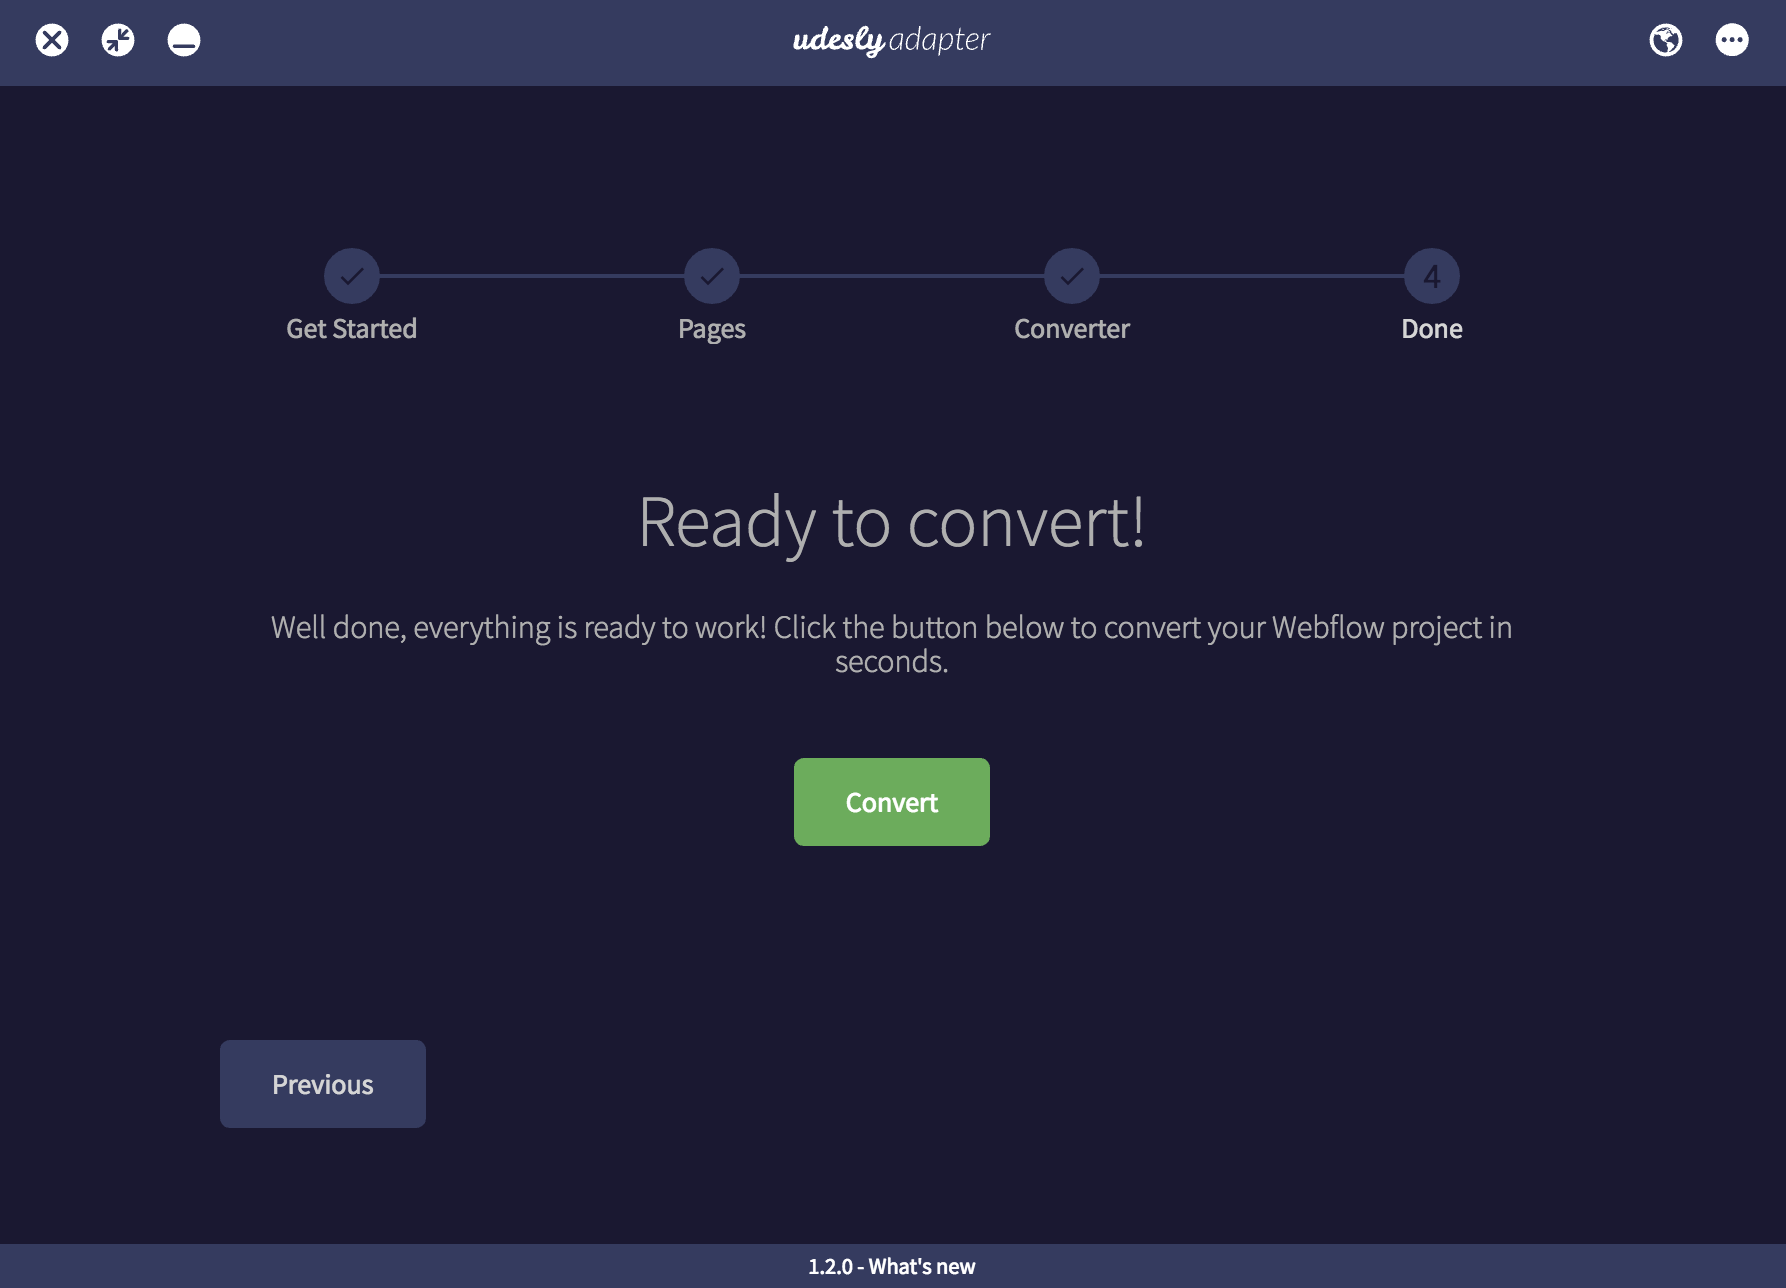 udesly adapter
4
Get Started
Pages
Converter
Done
Ready to convert!
Well done, everything is ready to work! Click the button below to convert your Webflow project in
seconds.
Convert
Previous
1.2.0 - What's new